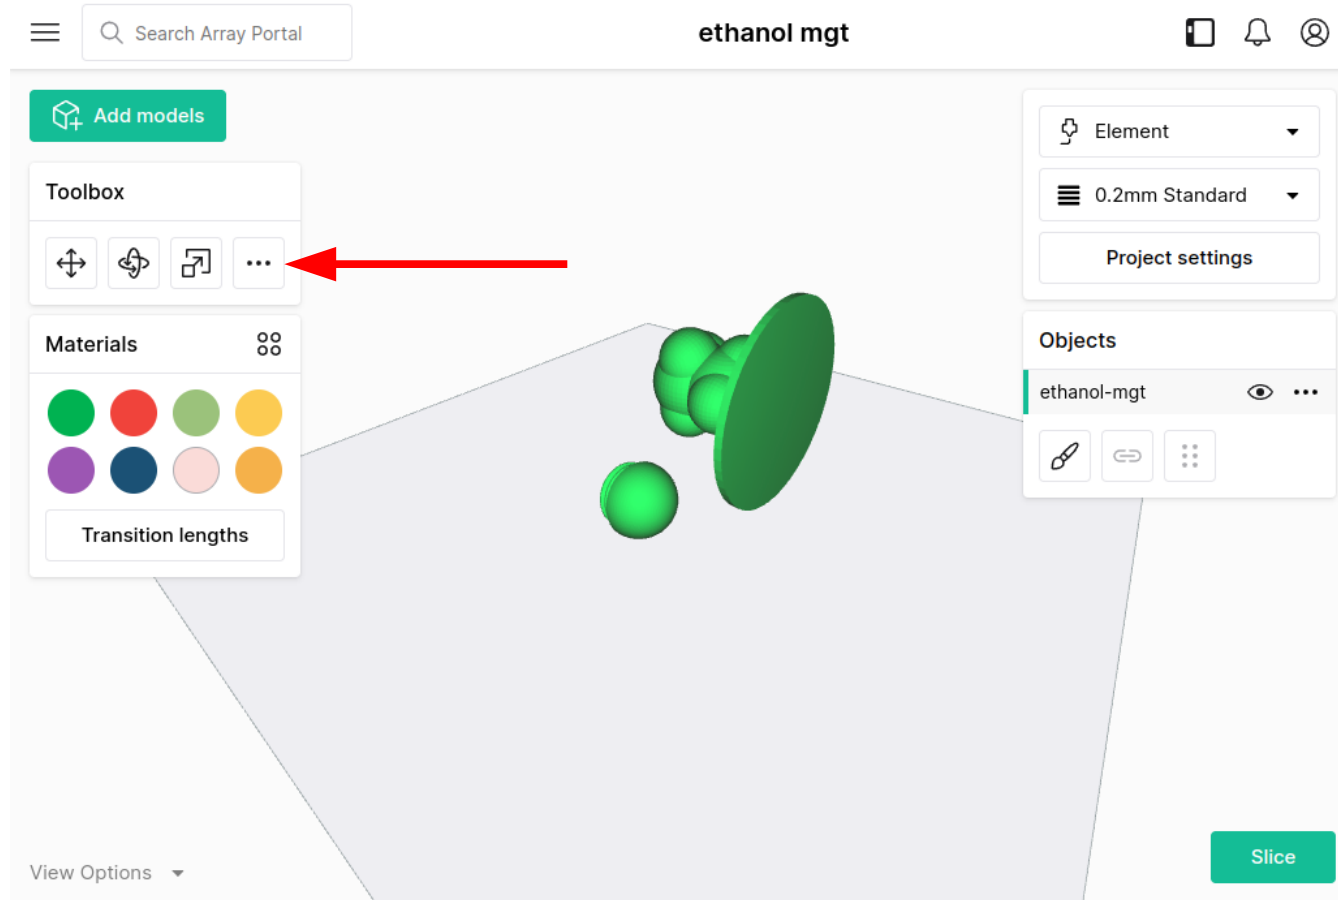 Search Array Portal
ethanol mgt
Add models
Toolbox
Materials
Transition lengths
Element
0.2mm Standard
Project settings
Objects
ethanol-mgt
View Options
Slice